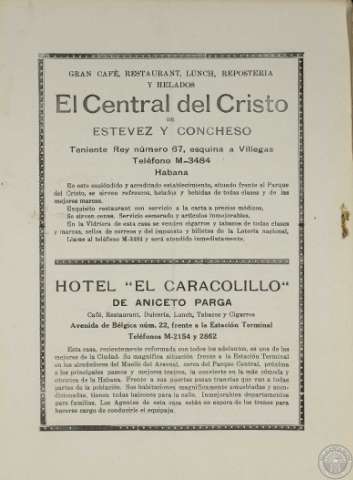 GRAN CAFÉ, RESTAURANT, LUNCH, REPOSTERIA
Y HELADOS
El Central del Cristo
DE
ESTEVEZ Y CONCHESO
Teniente Rey número 67, esquina a Villegas
Teléfono M-3484
Habana
En este espléndido y acreditado establecimiento, situado frente al Parque
del Cristo, se sirven refrescos, helados y bebidas de todas clases y de las
mejores marcas.
Exquisito restaurant con servicio a la carta a precios módicos.
Se sirven cenas. Servicio esmerado y artículos inmejorables.
En la Vidriera de esta casa se venden cigarros y tabacos de todas clases
y marcas, sellos de correos y del impuesto y billetes de la Lotería nacional,
Llame al teléfono M-3484 y será atendido inmediatamente.
HOTEL "EL CARACOLILLO"
DE ANICETO PARGA
Café, Restaurant, Dulcería, Lunch, Tabacos y Cigarros
Avenida de Bélgica núm. 22, frente a la Estación Terminal
Teléfonos M-2154 y 2862
Esta casa, recientemente reformada con todos los adelantos, es una de las
mejores de la Ciudad. Su magnífica situación frente a la Estación Terminal
en los alrededores del Muelle del Arsenal, cerca del Parque Central, próxima
a los principales paseos y mejores teatros, la convierte en la más cómoda y
céntrica de la Habana. Frente a sus puertas pasan tranvías que van a todas
partes de la población. Sus habitaciones magníficamente amuebladas y acon-
dicionadas, tienen todas balcones para la calle. Inmejorables departamentos
para familias. Los Agentes de esta casa están en espera de los trenes para
hacerse cargo de conducirle el equipaje.